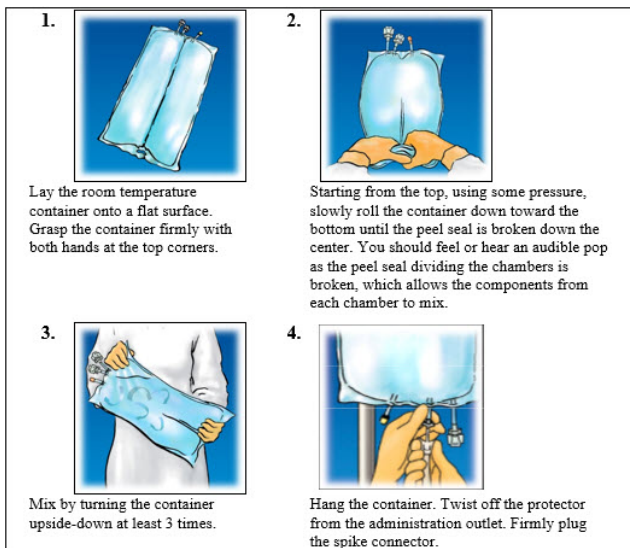 1.
Lay the room temperature
container onto a flat surface.
Grasp the container firmly with
both hands at the top corners.
2.
Starting from the top, using some pressure,
slowly roll the container down toward the
bottom until the peel seal is broken down the
center. You should feel or hear an audible pop
as the peel seal dividing the chambers is
broken, which allows the components from
each chamber to mix.
3.
Mix by turning the container
upside-down at least 3 times.
4.
Hang the container. Twist off the protector
from the administration outlet. Firmly plug
the spike connector.